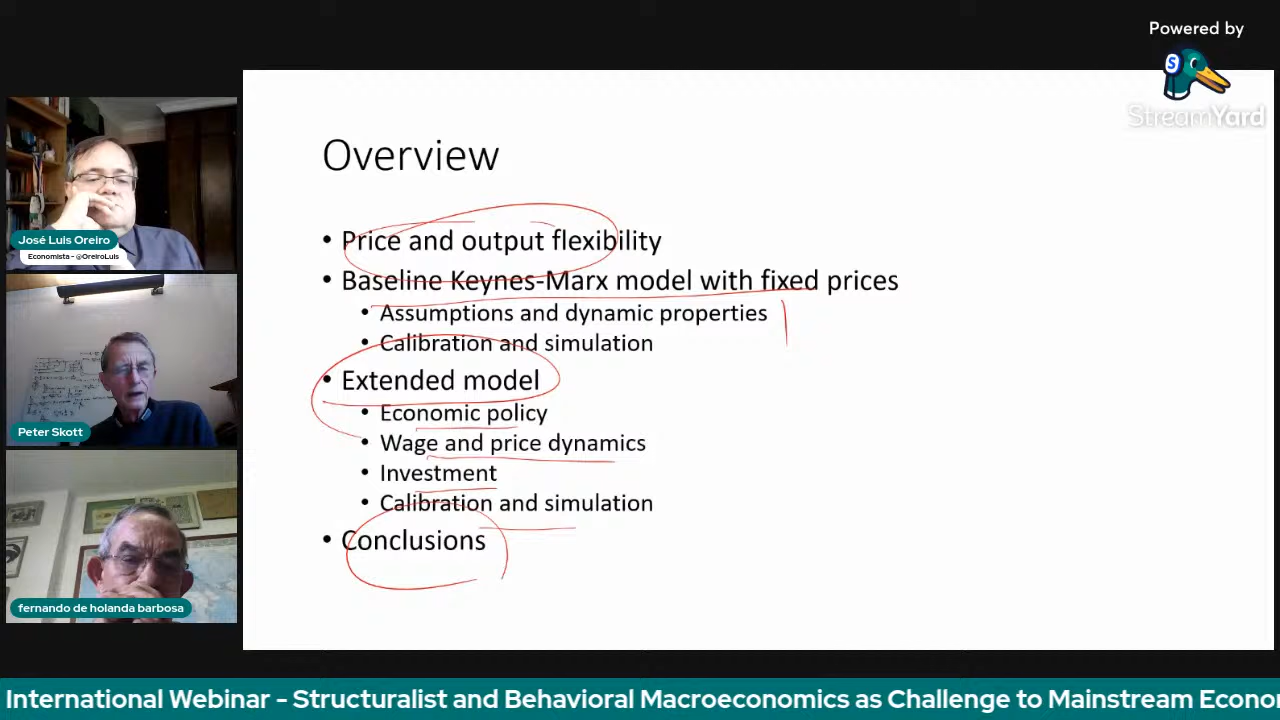 Powered by
StreamYard
José Luis Oreiro
Economista - @OreiroLuis
Peter Skott
fernando de holanda barbosa
Overview
• Price and output flexibility
• Baseline Keynes-Marx model with fixed prices
• Assumptions and dynamic properties
• Calibration and simulation
• Extended model
• Economic policy
• Wage and price dynamics
• Investment
• Calibration and simulation
• Conclusions
International Webinar - Structuralist and Behavioral Macroeconomics as Challenge to Mainstream Econo